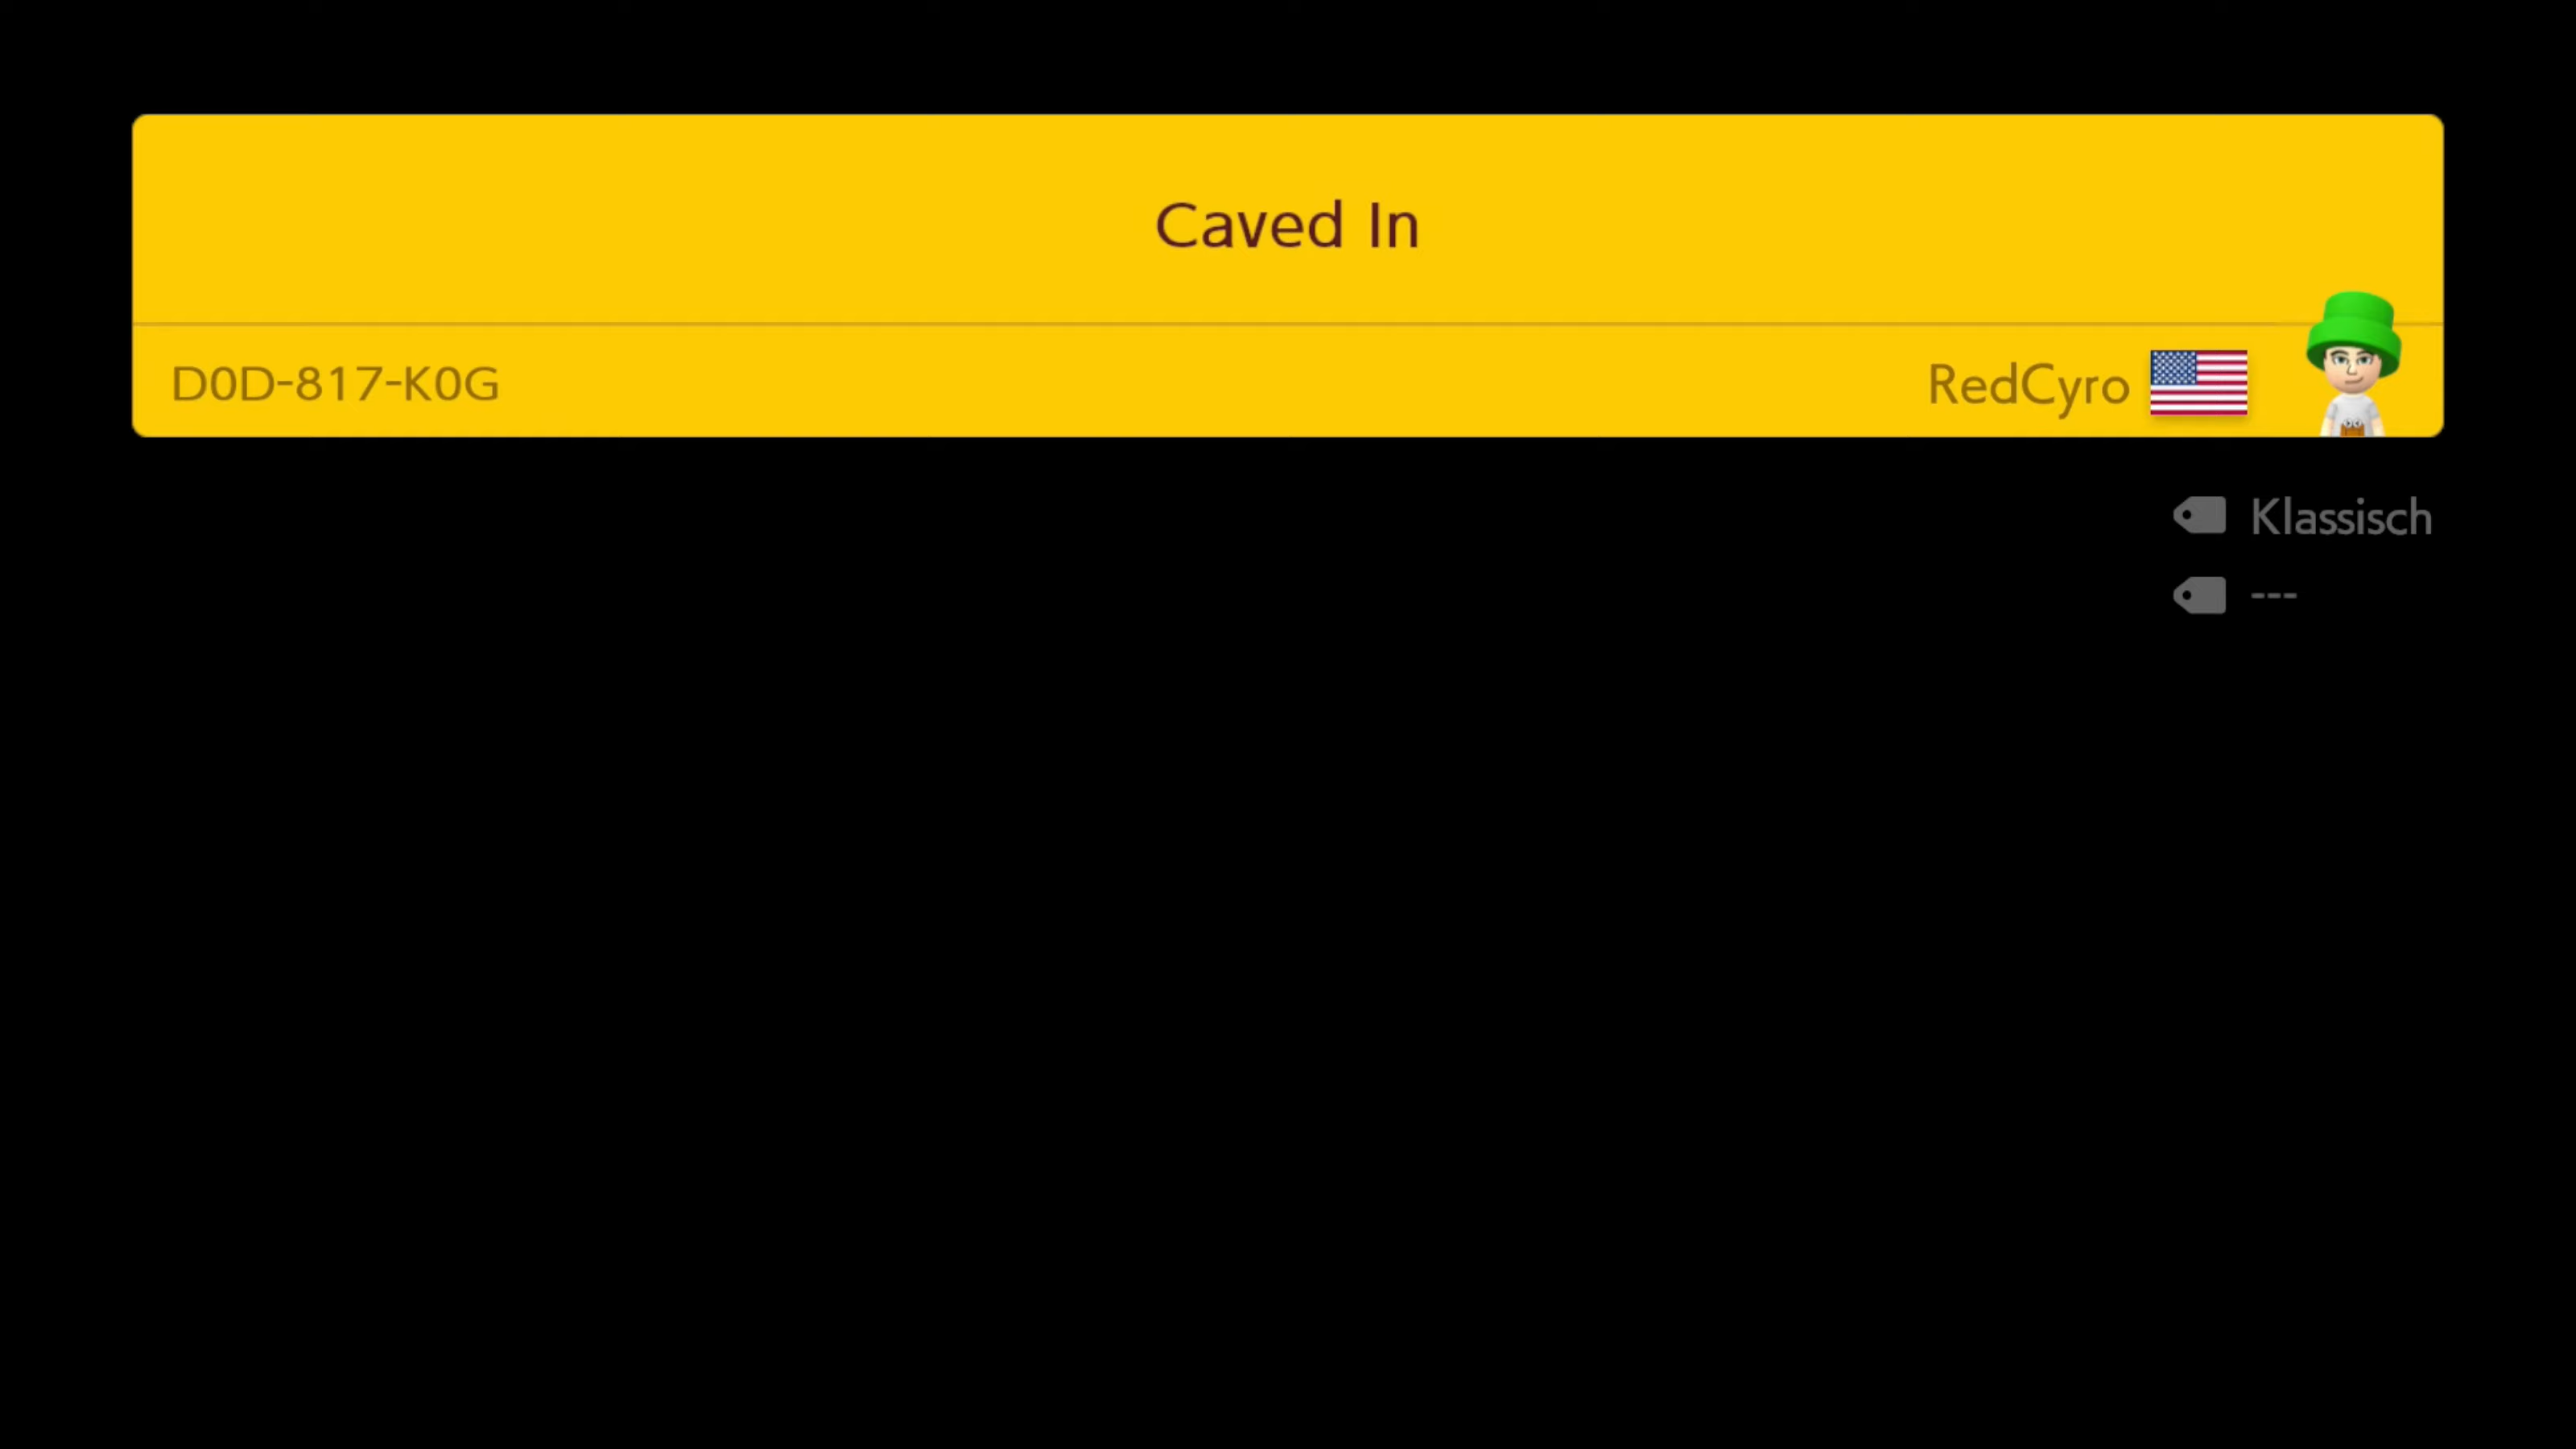 Caved In
D0D-817-K0G
RedCyro
Klassisch
---